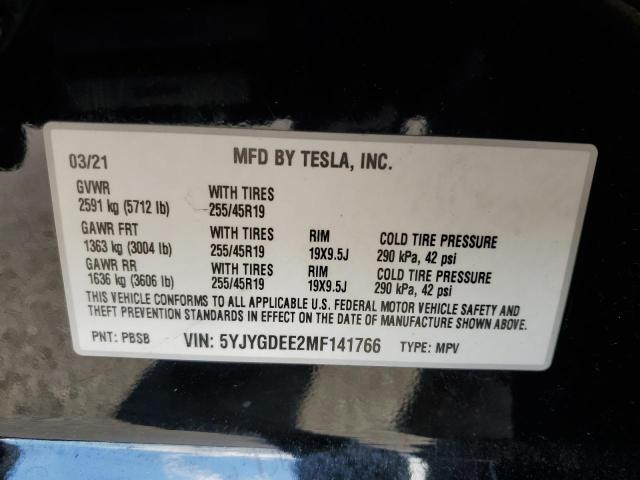 03/21 MFD BY TESLA, INC.
GVWR WITH TIRES
2591 kg (5712 lb) 255/45R19
GAWR FRT WITH TIRES RIM COLD TIRE PRESSURE
1363 kg (3004 lb) 255/45R19 19X9.5J 290 kPa, 42 psi
GAWR RR WITH TIRES RIM COLD TIRE PRESSURE
1636 kg (3606 lb) 255/45R19 19X9.5J 290 kPa, 42 psi
THIS VEHICLE CONFORMS TO ALL APPLICABLE U.S. FEDERAL MOTOR VEHICLE SAFETY AND
THEFT PREVENTION STANDARDS IN EFFECT ON THE DATE OF MANUFACTURE SHOWN ABOVE.
PNT: PBSB VIN: 5YJYGDEE2MF141766 TYPE: MPV